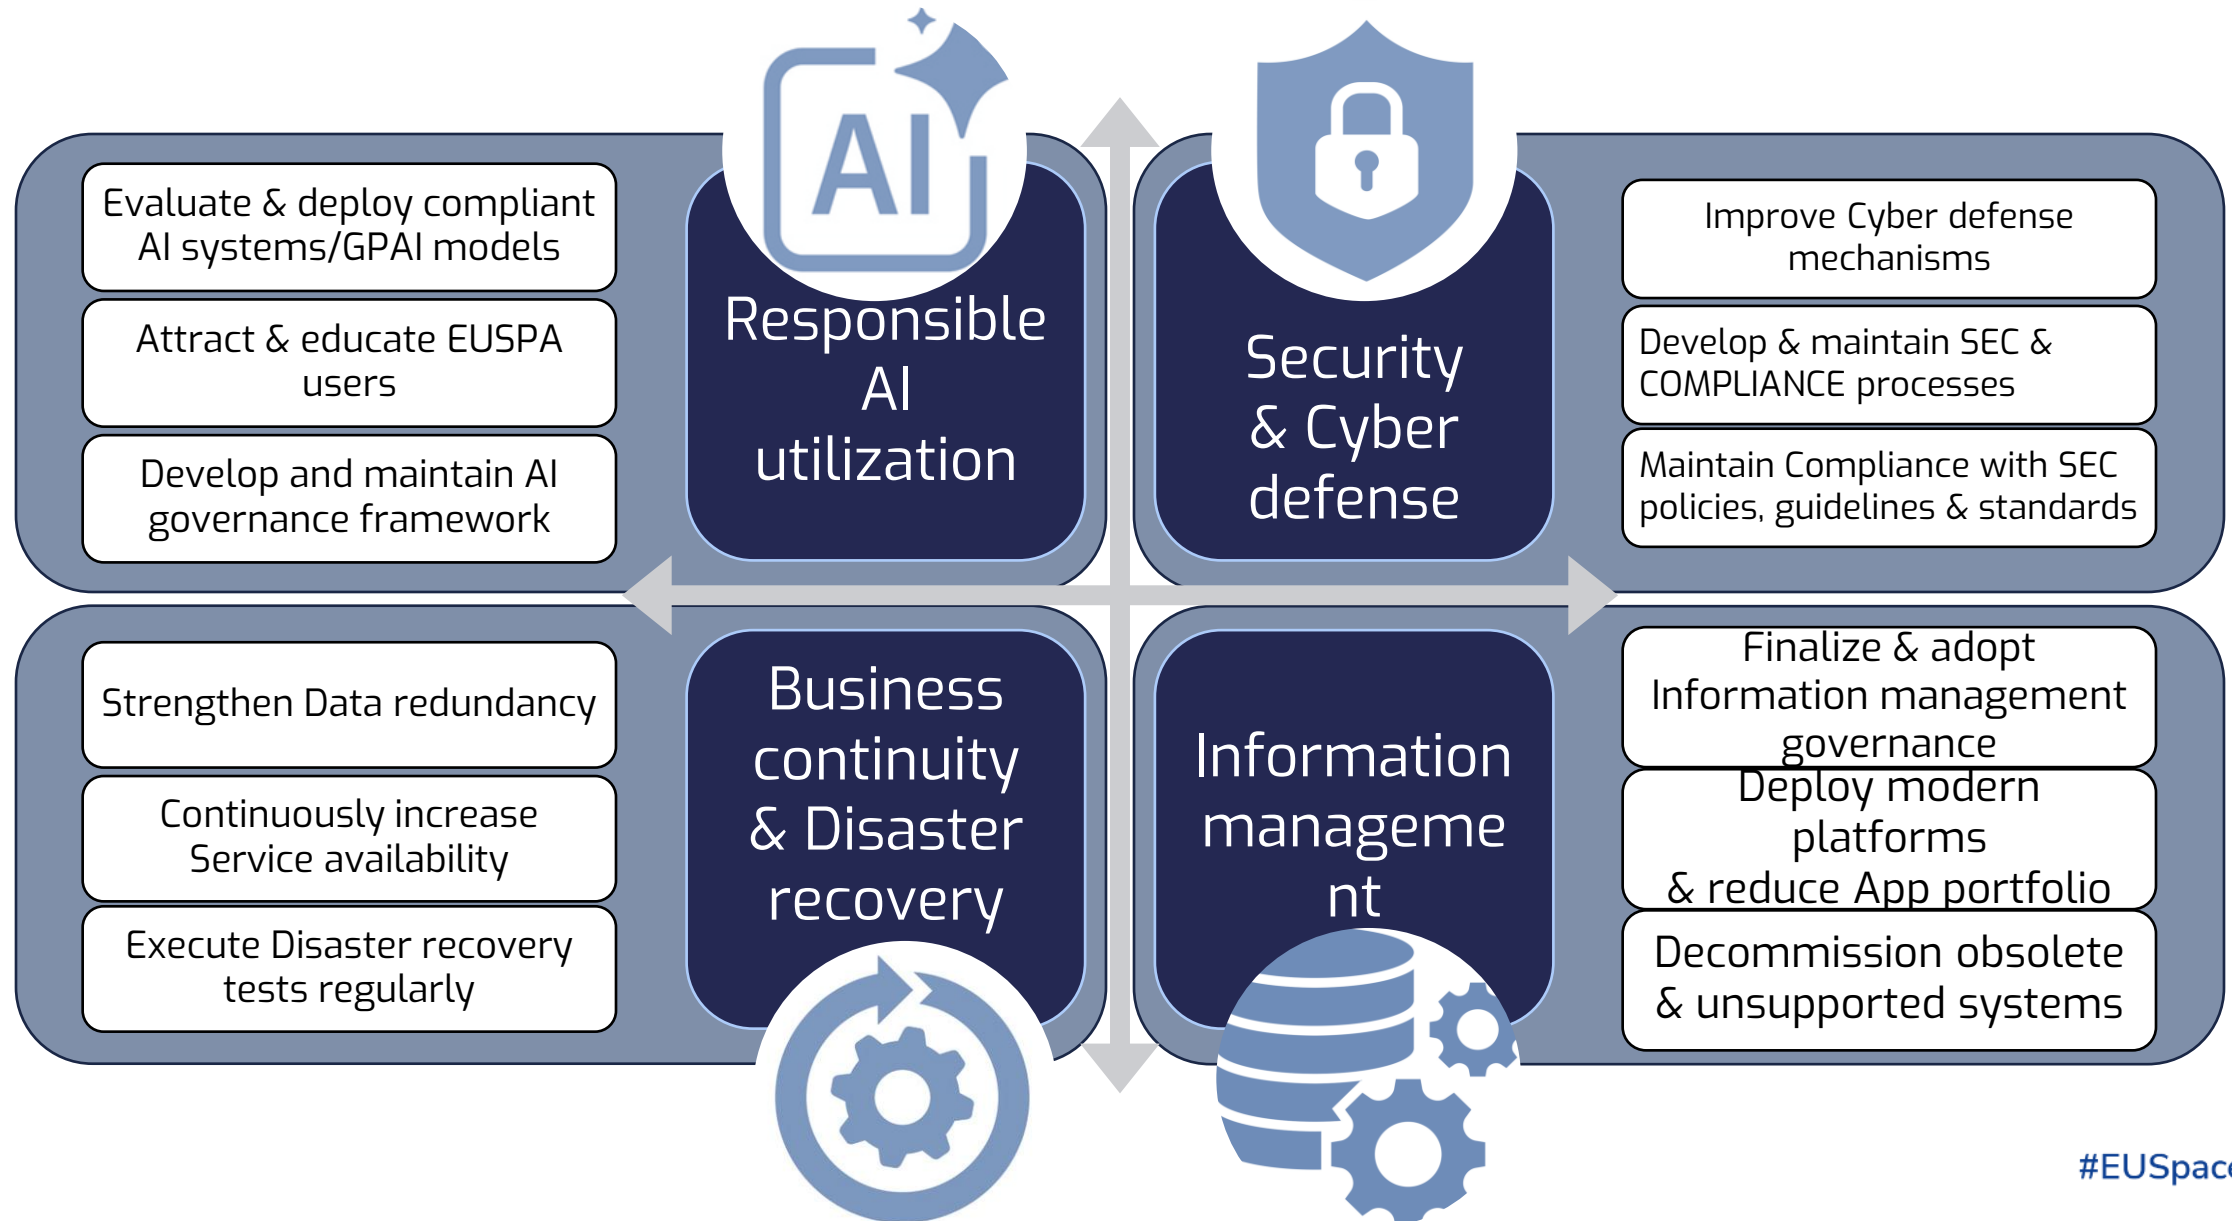 AI
Evaluate & deploy compliant
AI systems/GPAI models
Attract & educate EUSPA
users
Develop and maintain AI
governance framework
Responsible
AI
utilization
Security
& Cyber
defense
Improve Cyber defense
mechanisms
Develop & maintain SEC &
COMPLIANCE processes
Maintain Compliance with SEC
policies, guidelines & standards
Strengthen Data redundancy
Continuously increase
Service availability
Execute Disaster recovery
tests regularly
Business
continuity
& Disaster
recovery
Information
manageme
nt
Finalize & adopt
Information management
governance
Deploy modern
platforms
& reduce App portfolio
Decommission obsolete
& unsupported systems
#EUSpace